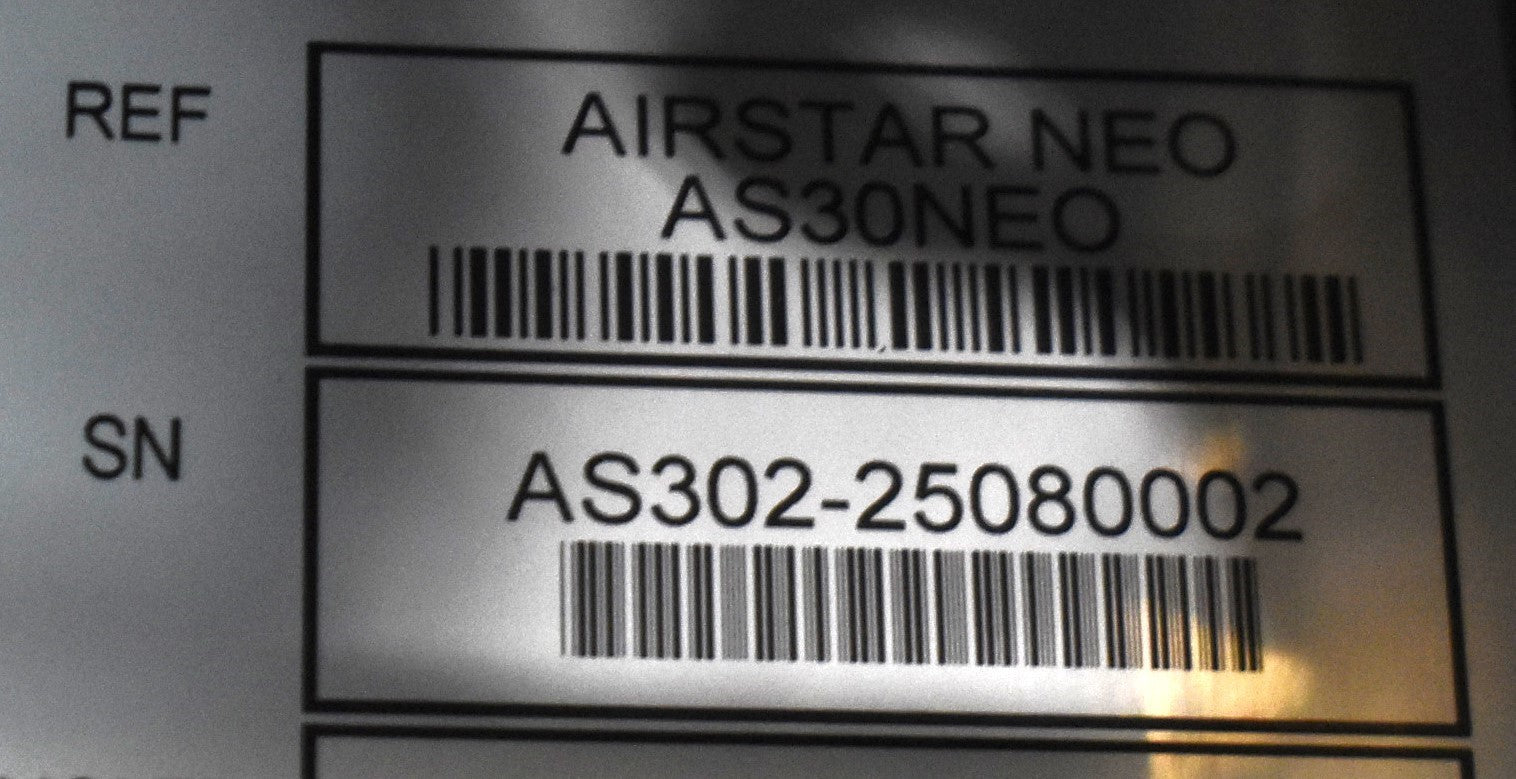 REF
AIRSTAR NEO
AS30NEO
SN
AS302-25080002